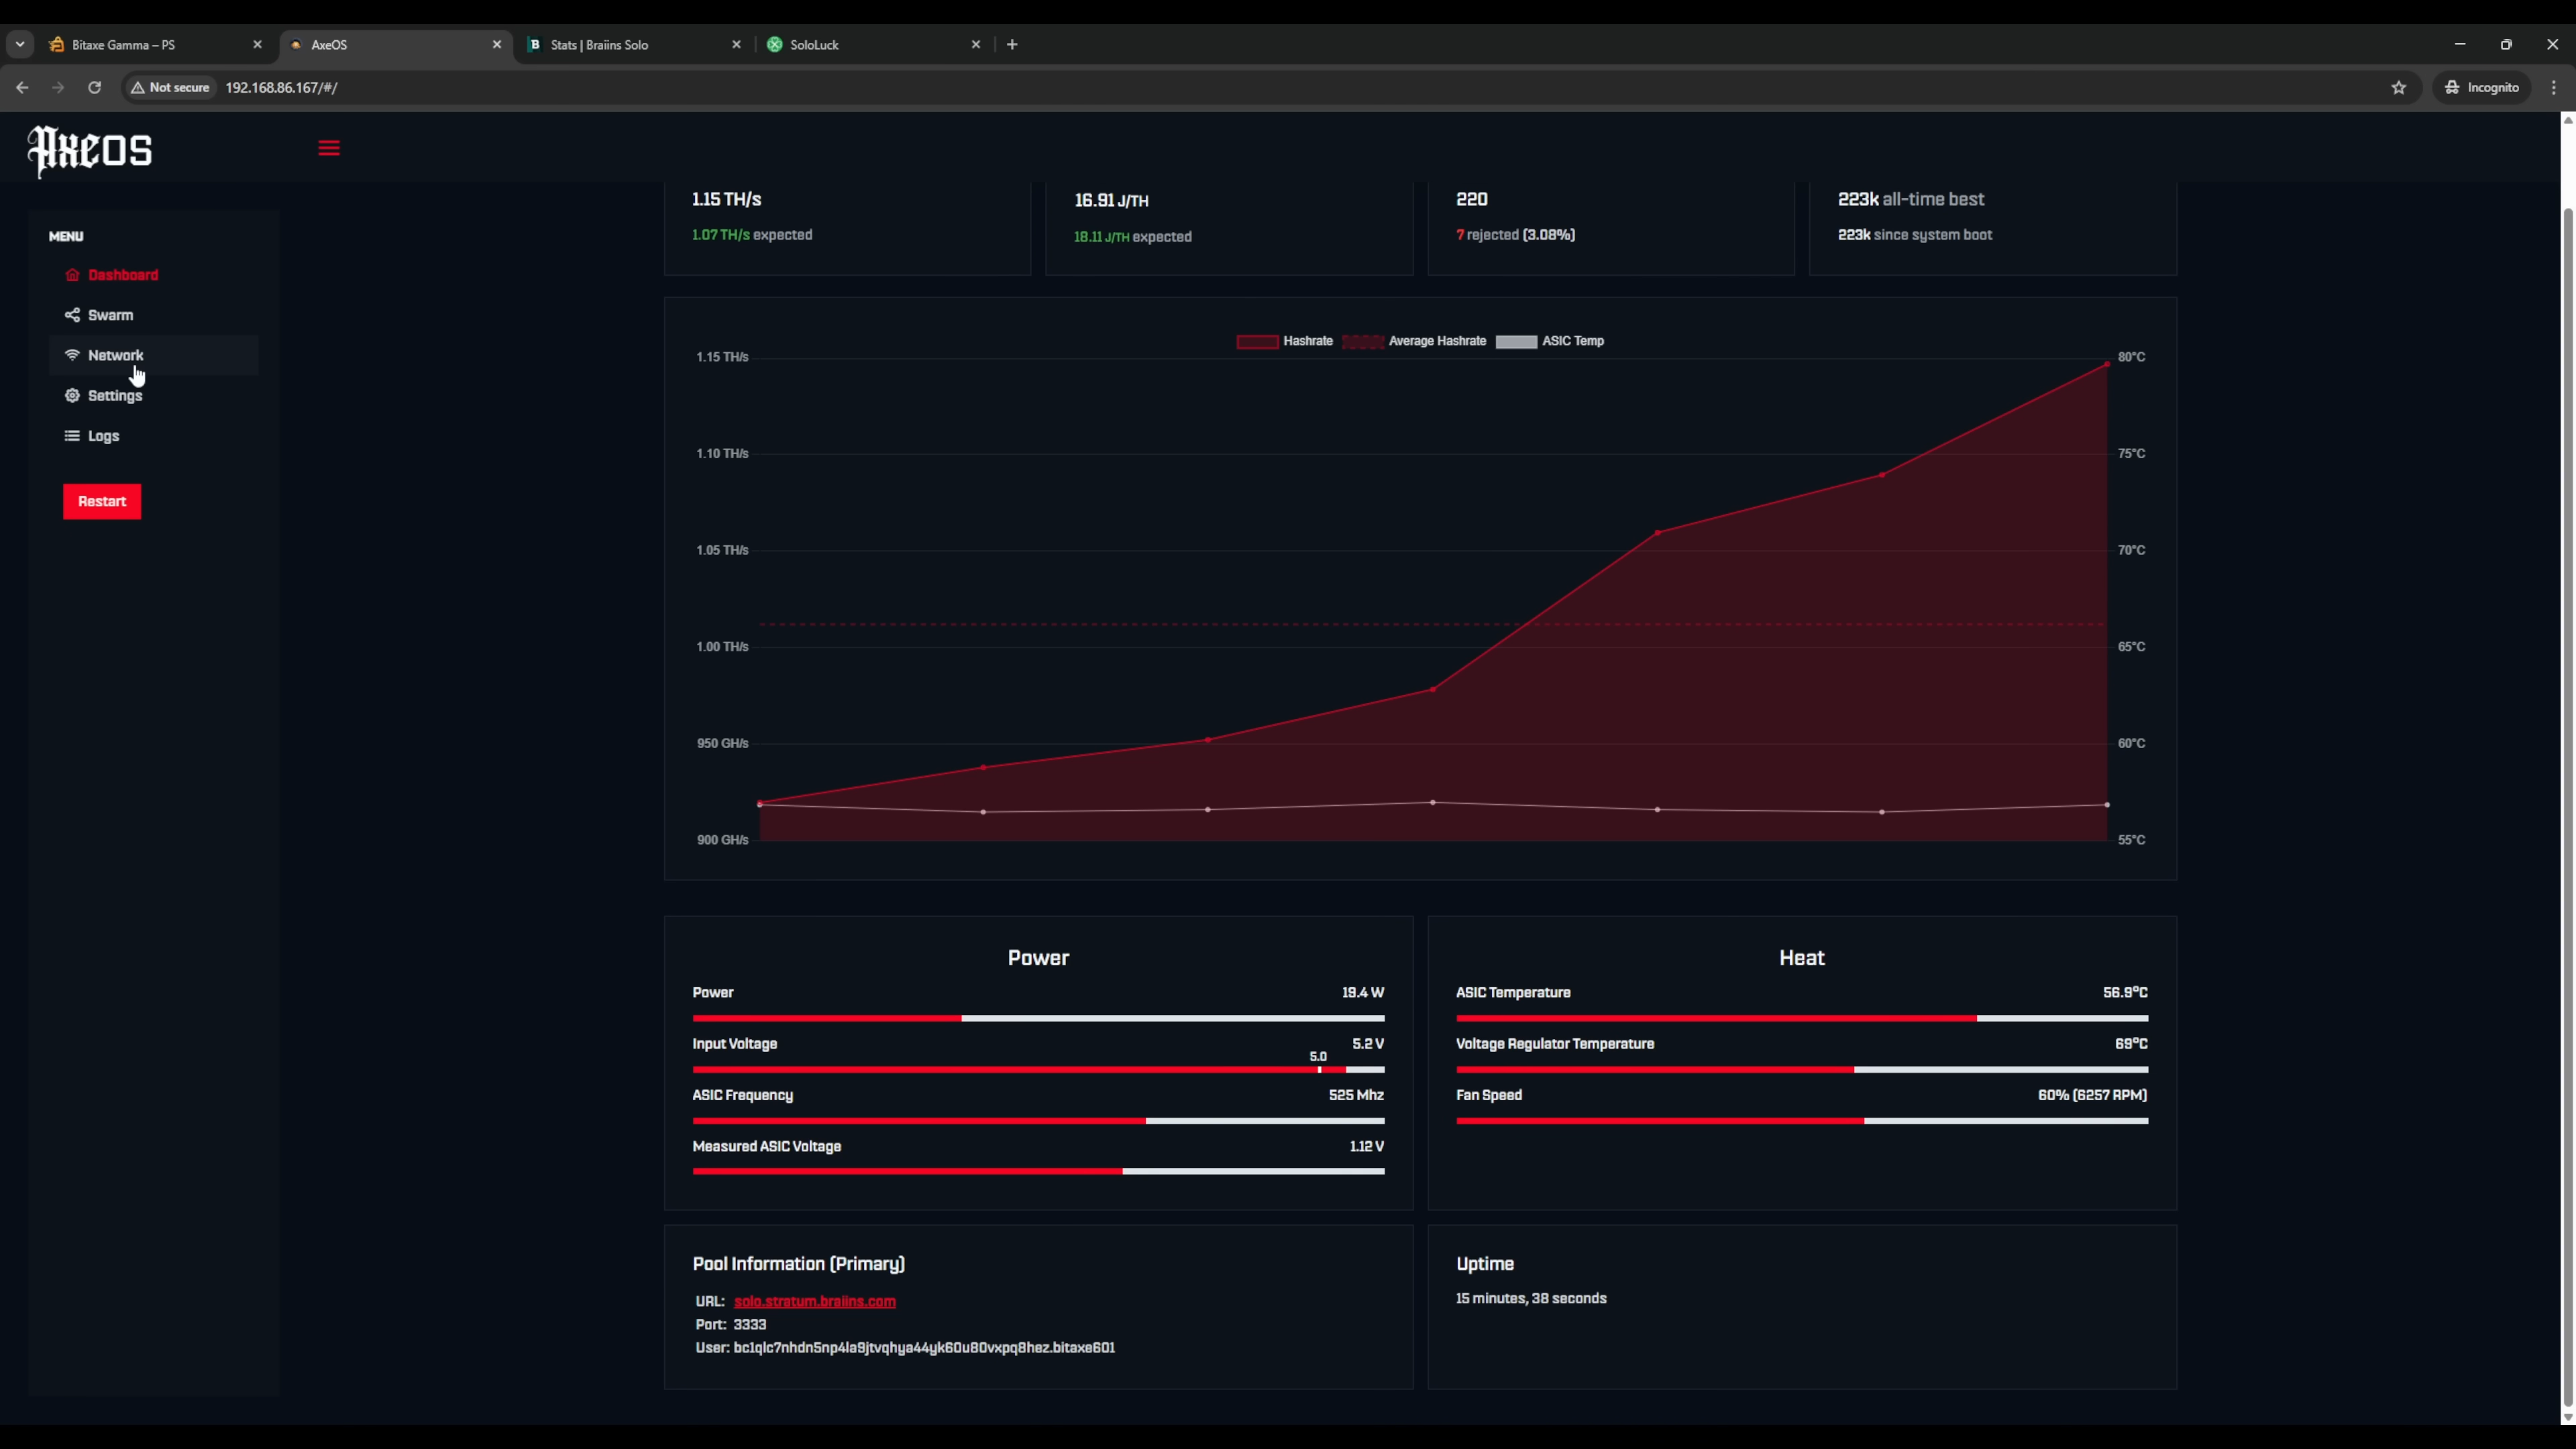 Bitaxe Gamma – PS
AxeOS
Stats | Braiins Solo
SoloLuck
Not secure
192.168.86.167/#/
Incognito
AxeOS
MENU
Dashboard
Swarm
Network
Settings
Logs
Restart
1.15 TH/s
1.07 TH/s expected
16.91 J/TH
18.11 J/TH expected
220
7 rejected (3.08%)
223k all-time best
223k since system boot
Hashrate
Average Hashrate
ASIC Temp
1.15 TH/s
1.10 TH/s
1.05 TH/s
1.00 TH/s
950 GH/s
900 GH/s
80°C
75°C
70°C
65°C
60°C
55°C
Power
Power 19.4 W
Input Voltage 5.2 V
5.0
ASIC Frequency 525 Mhz
Measured ASIC Voltage 1.12 V
Heat
ASIC Temperature 56.9°C
Voltage Regulator Temperature 69°C
Fan Speed 60% (6257 RPM)
Pool Information (Primary)
URL: solo.stratum.braiins.com
Port: 3333
User: bc1qlc7nhdn5np4la9jtvqhya44yk60u80vxpq8hez.bitaxe601
Uptime
15 minutes, 38 seconds